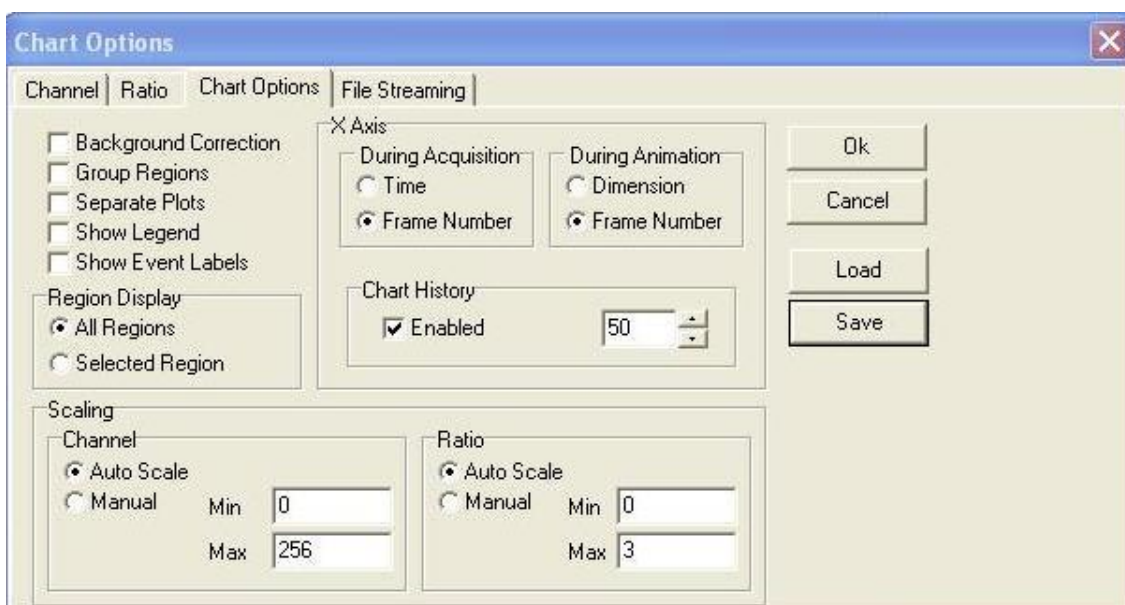 Chart Options
Channel Ratio Chart Options File Streaming
Background Correction
Group Regions
Separate Plots
Show Legend
Show Event Labels
Region Display
All Regions
Selected Region
X Axis
During Acquisition
Time
Frame Number
During Animation
Dimension
Frame Number
Chart History
Enabled 50
Ok
Cancel
Load
Save
Scaling
Channel
Auto Scale
Manual
Min 0
Max 256
Ratio
Auto Scale
Manual
Min 0
Max 3